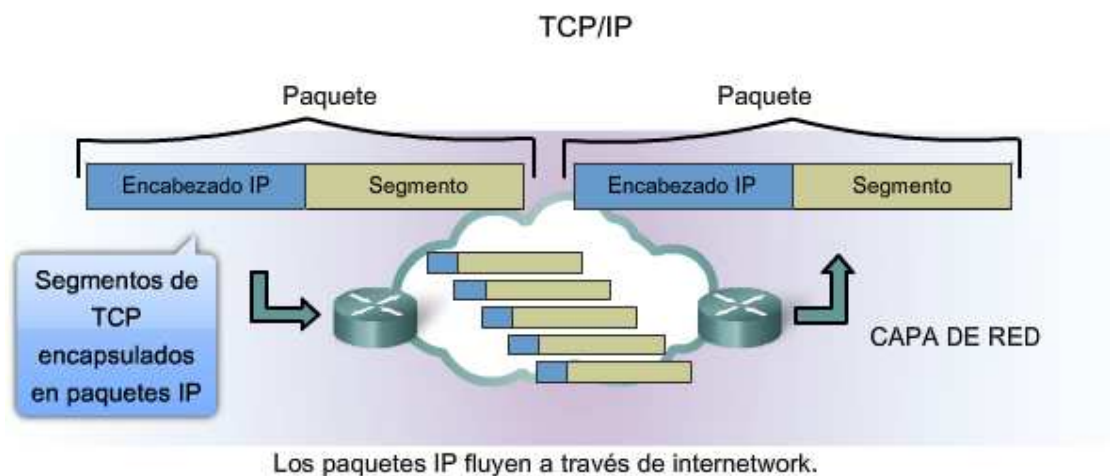 TCP/IP
Paquete
Paquete
Encabezado IP
Segmento
Encabezado IP
Segmento
Segmentos de
TCP
encapsulados
en paquetes IP
CAPA DE RED
Los paquetes IP fluyen a través de internetwork.